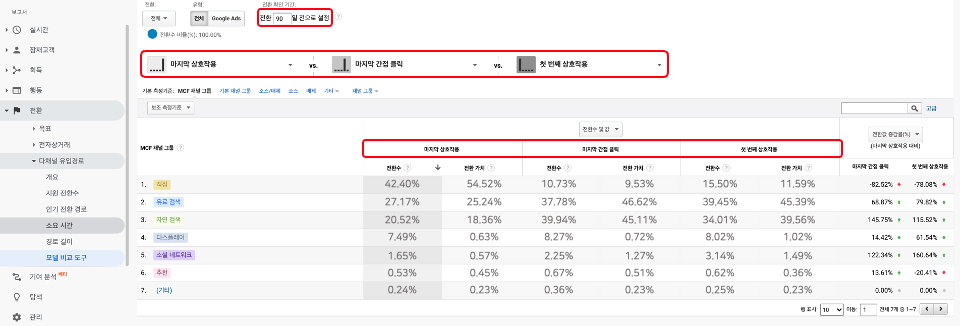 보고서
실시간
잠재고객
획득
행동
전환
목표
전자상거래
다채널 유입경로
개요
지원 전환수
인기 전환 경로
소요 시간
경로 길이
모델 비교 도구
기여 분석 베타
탐색
관리
전환: 유형: 전환 확인 기간:
전체 전체 Google Ads 전환 90 일 전으로 설정 ?
전환수 비율(%): 100.00%
마지막 상호작용 vs. 마지막 간접 클릭 vs. 첫 번째 상호작용
기본 측정기준: MCF 채널 그룹 기본 채널 그룹 소스/매체 소스 매체 기타 채널 그룹
보조 측정기준 고급
전환수 및 값 전환값 증감률(%)
(마지막 상호작용 대비)
MCF 채널 그룹 ? 마지막 상호작용 마지막 간접 클릭 첫 번째 상호작용
전환수 ? 전환 가치 ? 전환수 ? 전환 가치 ? 전환수 ? 전환 가치 ? 마지막 간접 클릭 첫 번째 상호작용
1. 직접 42.40% 54.52% 10.73% 9.53% 15.50% 11.59% -82.52% -78.08%
2. 유료 검색 27.17% 25.24% 37.78% 46.62% 39.45% 45.39% 68.87% 79.82%
3. 자연 검색 20.52% 18.36% 39.94% 45.11% 34.01% 39.56% 145.75% 115.52%
4. 디스플레이 7.49% 0.63% 8.27% 0.72% 8.02% 1.02% 14.42% 61.54%
5. 소셜 네트워크 1.65% 0.57% 2.25% 1.27% 3.14% 1.49% 122.34% 160.64%
6. 추천 0.53% 0.45% 0.67% 0.51% 0.62% 0.36% 13.61% -20.41%
7. (기타) 0.24% 0.23% 0.36% 0.23% 0.25% 0.23% 0.00% 0.00%
행 표시: 10 이동: 1 전체 7개 중 1~7